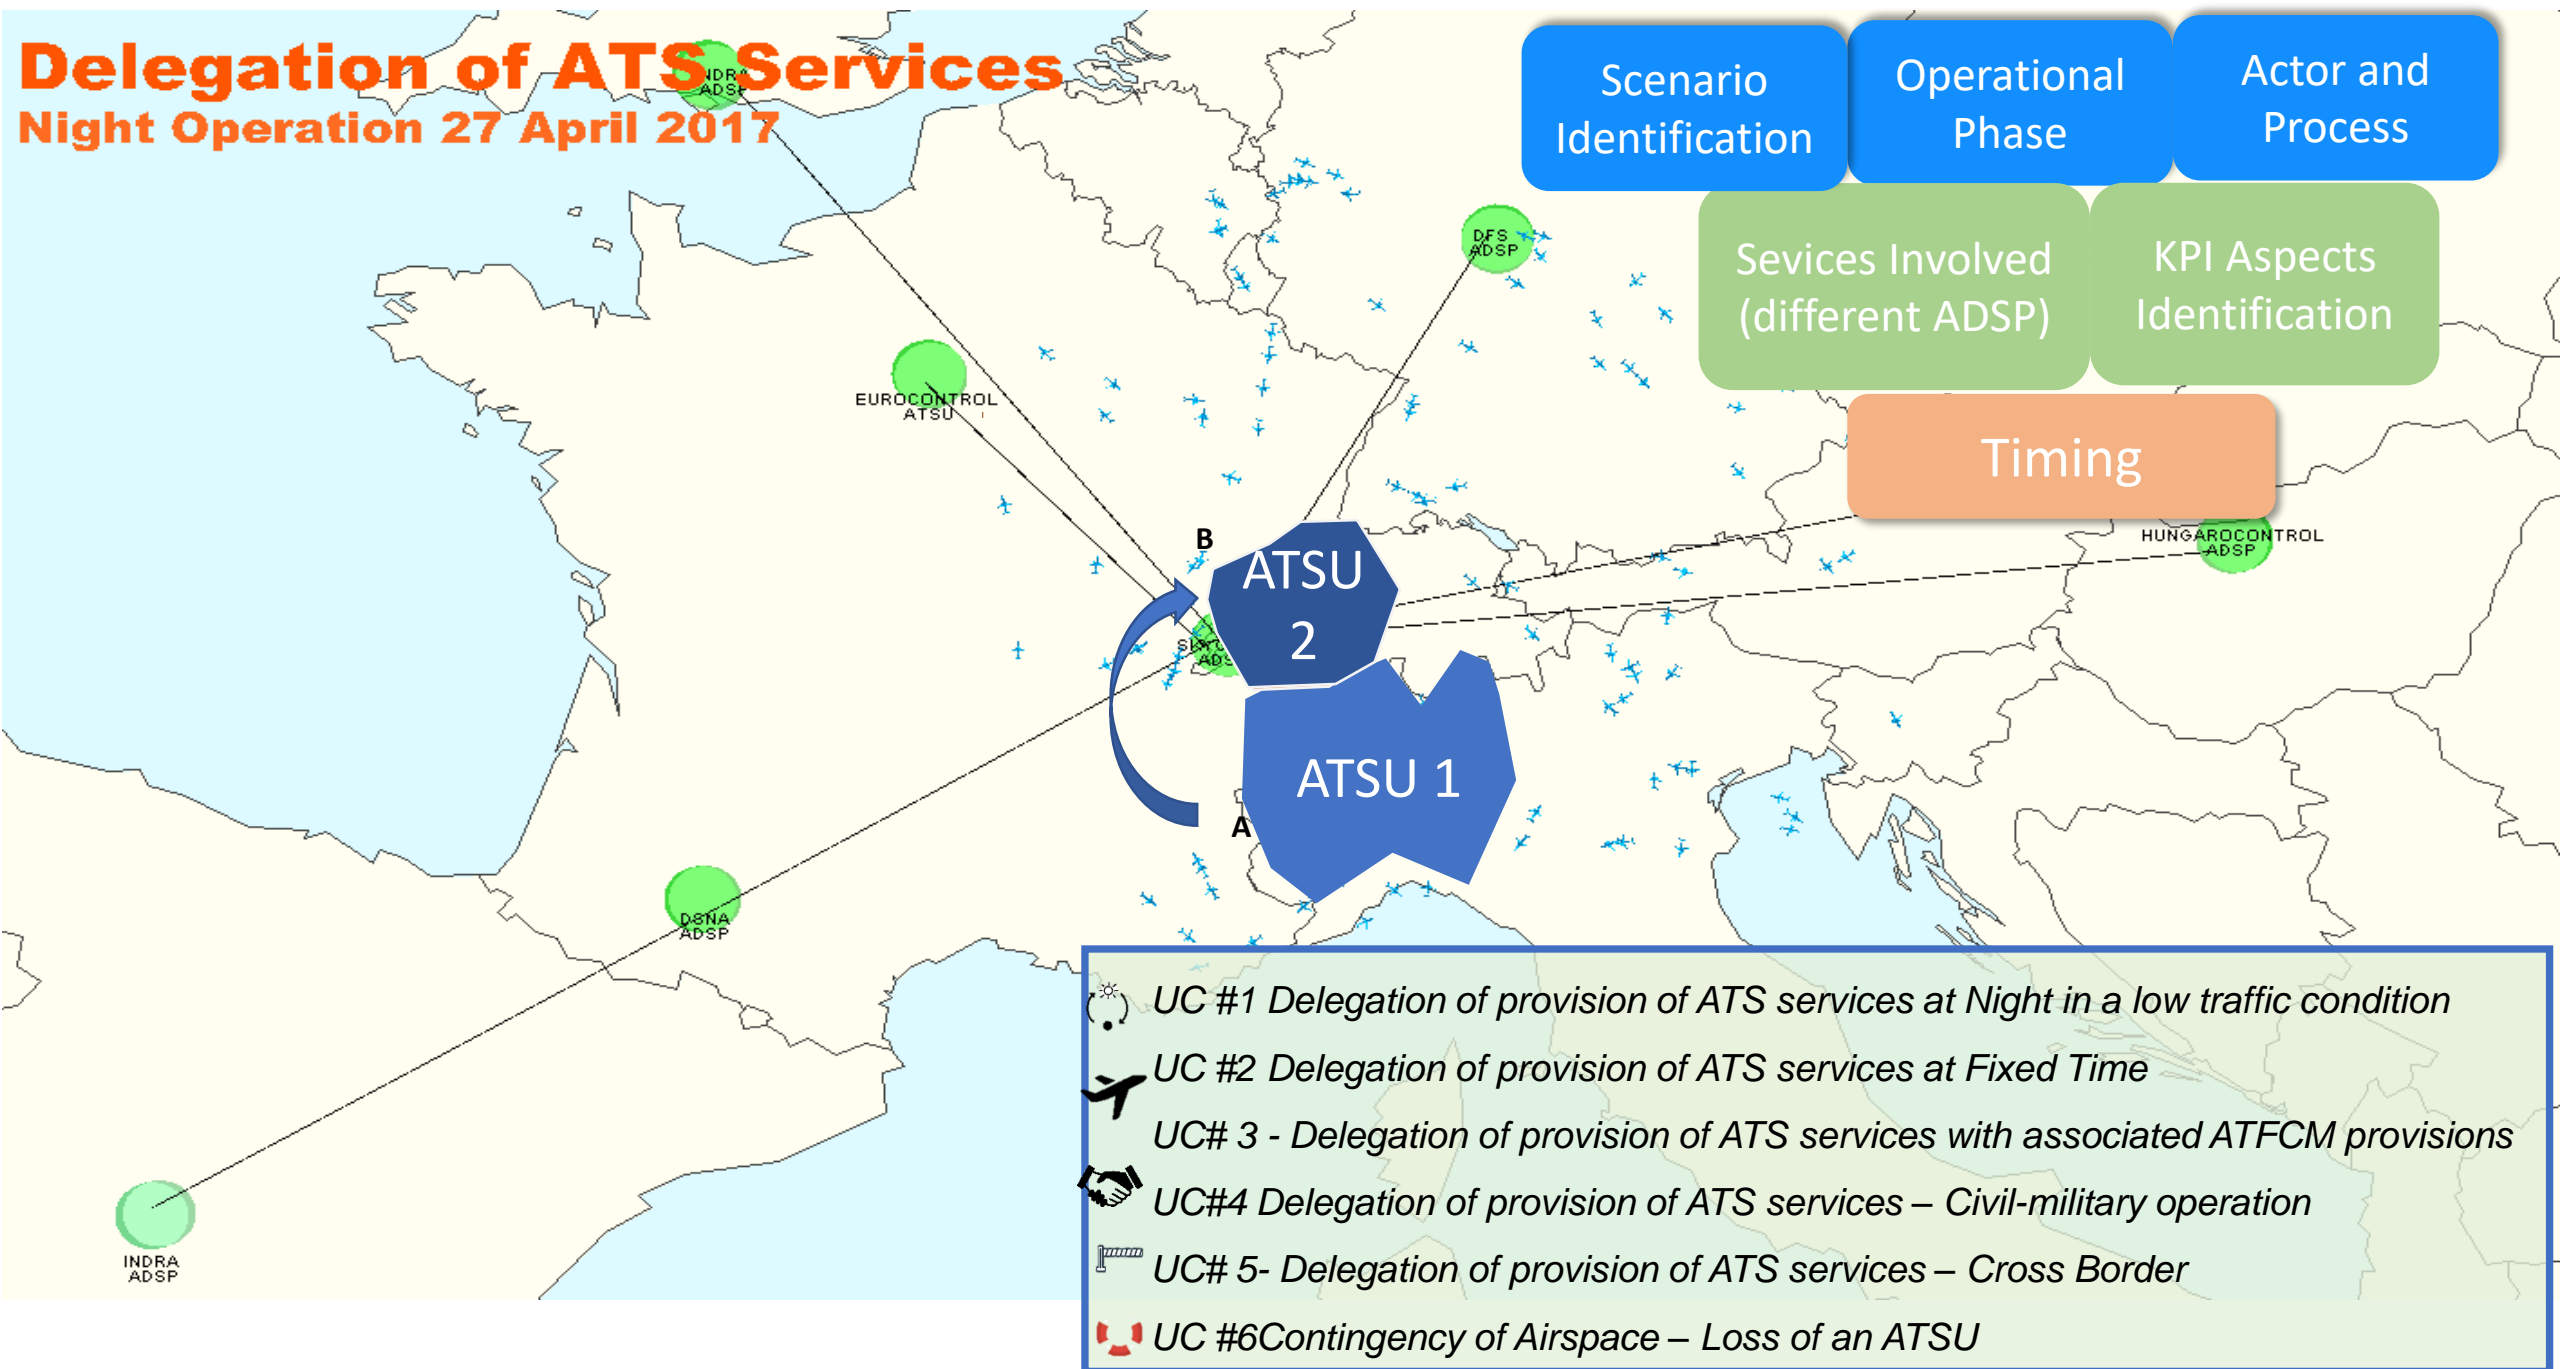 Delegation of ATS Services
Night Operation 27 April 2017
ADSP
Scenario
Identification
Operational
Phase
Actor and
Process
DFS
ADSP
Sevices Involved
(different ADSP)
KPI Aspects
Identification
EUROCONTROL
ATSU
Timing
HUNGAROCONTROL
ADSP
B
ATSU
2
ATSU 1
A
DSNA
ADSP
INDRA
ADSP
UC #1 Delegation of provision of ATS services at Night in a low traffic condition
UC #2 Delegation of provision of ATS services at Fixed Time
UC# 3 - Delegation of provision of ATS services with associated ATFCM provisions
UC#4 Delegation of provision of ATS services – Civil-military operation
UC# 5- Delegation of provision of ATS services – Cross Border
UC #6Contingency of Airspace – Loss of an ATSU